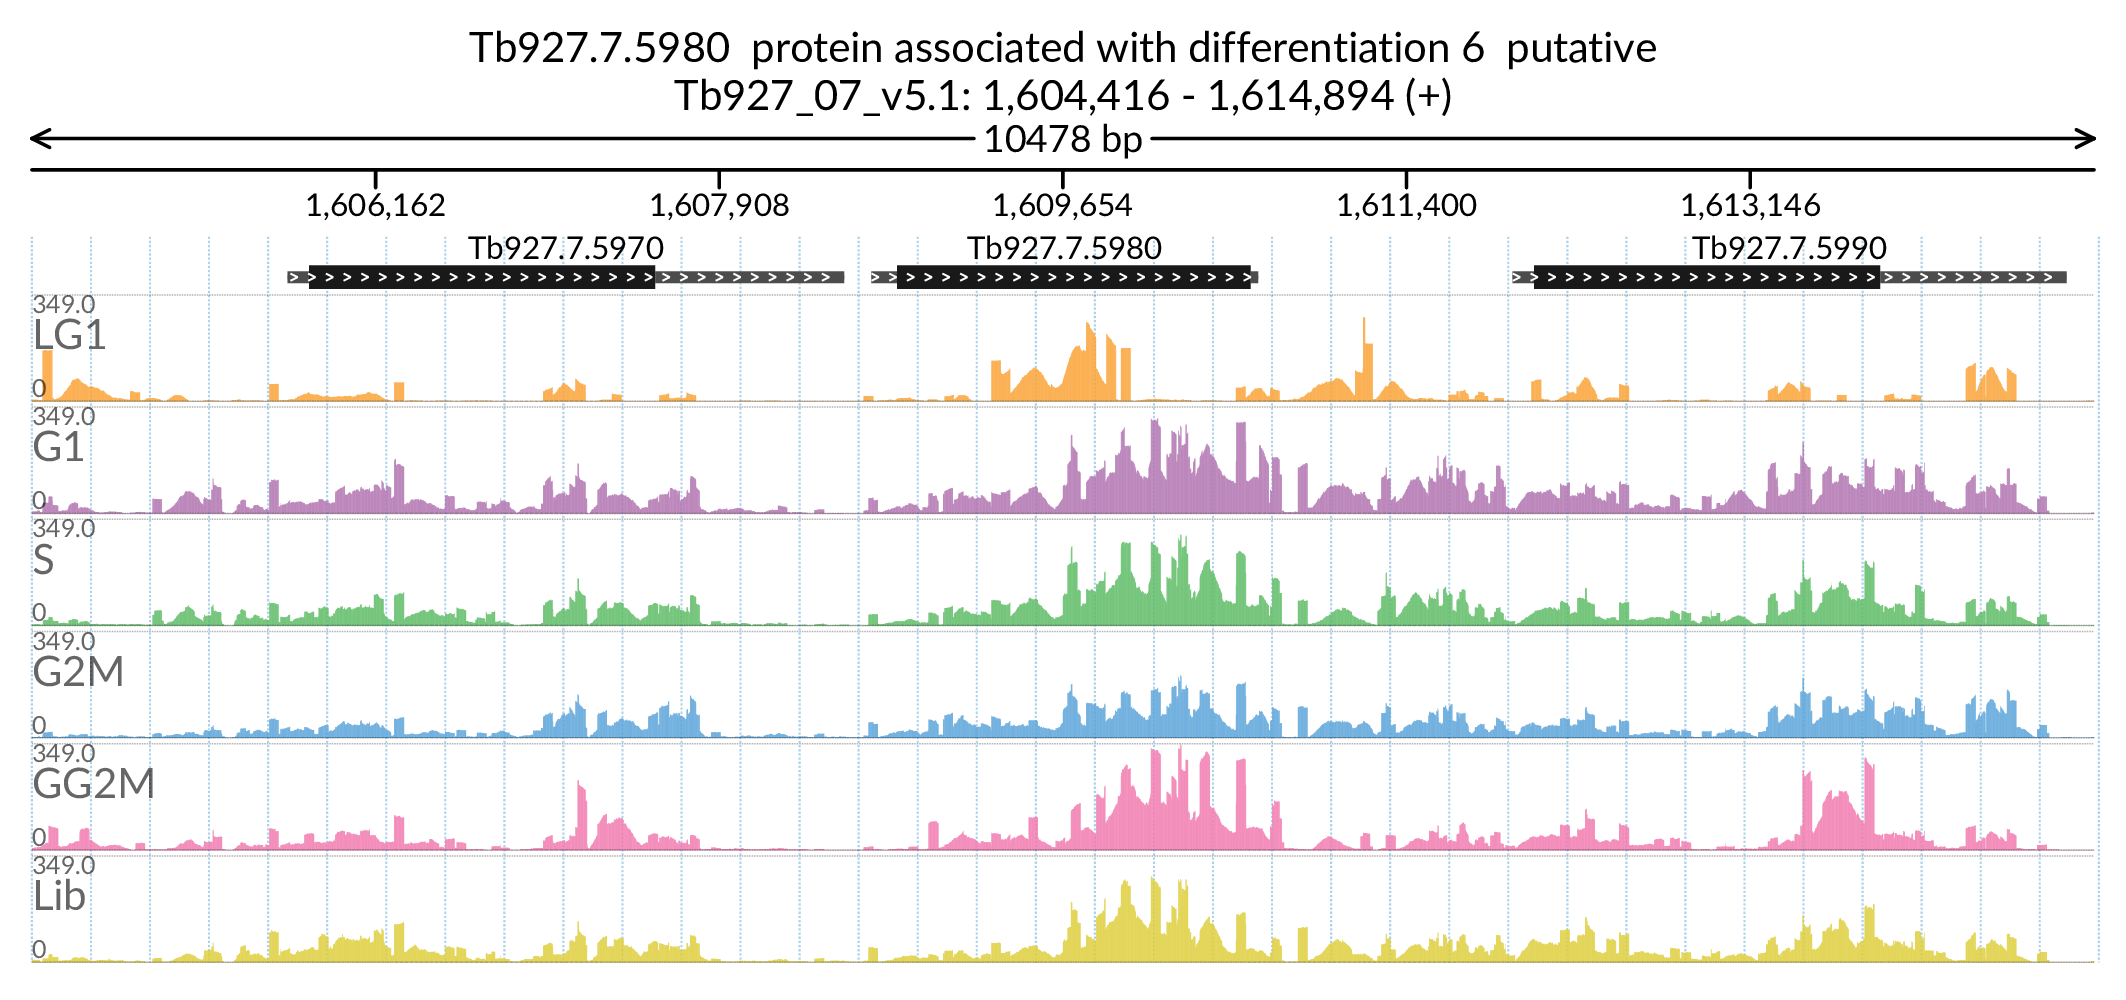 Tb927.7.5980 protein associated with differentiation 6 putative
Tb927_07_v5.1: 1,604,416 - 1,614,894 (+)
10478 bp
1,606,162 1,607,908 1,609,654 1,611,400 1,613,146
Tb927.7.5970 Tb927.7.5980 Tb927.7.5990
349.0
LG1
0
349.0
G1
0
349.0
S
0
349.0
G2M
0
349.0
GG2M
0
349.0
Lib
0